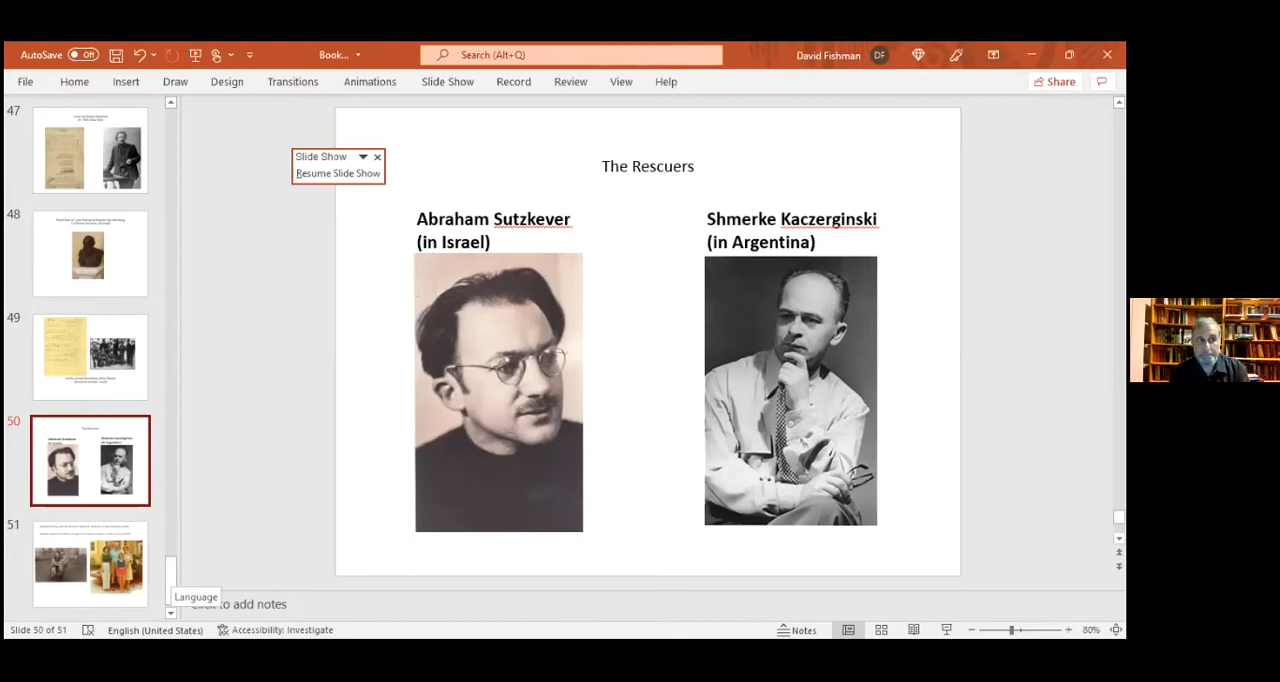 AutoSave Off Book... Search (Alt+Q) David Fishman DF
File Home Insert Draw Design Transitions Animations Slide Show Record Review View Help Share
47
48
49
50
The Rescuers
51
Slide Show
Resume Slide Show
The Rescuers
Abraham Sutzkever
(in Israel)
Shmerke Kaczerginski
(in Argentina)
Language
to add notes
Slide 50 of 51 English (United States) Accessibility: Investigate Notes 80%